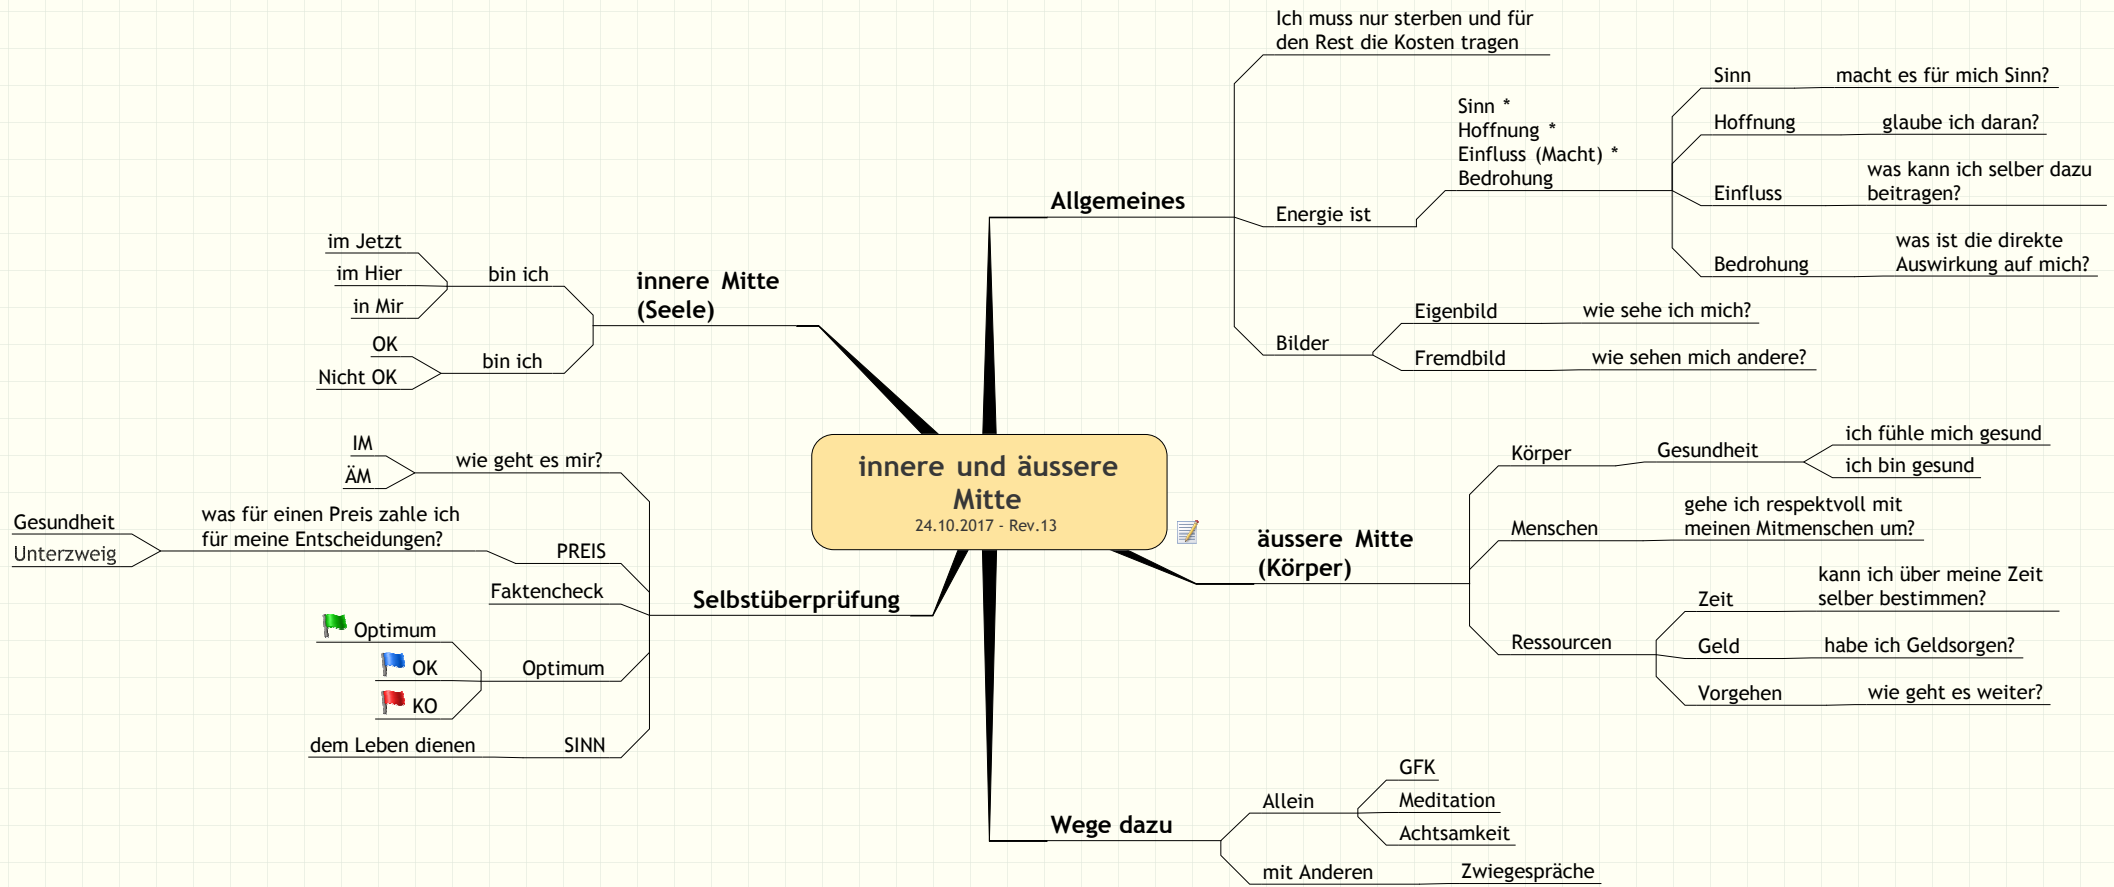 innere und äussere
Mitte
24.10.2017 - Rev.13
Allgemeines
Ich muss nur sterben und für
den Rest die Kosten tragen
Energie ist
Sinn *
Hoffnung *
Einfluss (Macht) *
Bedrohung
Sinn
macht es für mich Sinn?
Hoffnung
glaube ich daran?
Einfluss
was kann ich selber dazu
beitragen?
Bedrohung
was ist die direkte
Auswirkung auf mich?
Bilder
Eigenbild
wie sehe ich mich?
Fremdbild
wie sehen mich andere?
äussere Mitte
(Körper)
Körper
Gesundheit
ich fühle mich gesund
ich bin gesund
Menschen
gehe ich respektvoll mit
meinen Mitmenschen um?
Ressourcen
Zeit
kann ich über meine Zeit
selber bestimmen?
Geld
habe ich Geldsorgen?
Vorgehen
wie geht es weiter?
Wege dazu
Allein
GFK
Meditation
Achtsamkeit
mit Anderen
Zwiegespräche
innere Mitte
(Seele)
bin ich
im Jetzt
im Hier
in Mir
bin ich
OK
Nicht OK
Selbstüberprüfung
wie geht es mir?
IM
ÄM
PREIS
was für einen Preis zahle ich
für meine Entscheidungen?
Gesundheit
Unterzweig
Faktencheck
Optimum
Optimum
OK
KO
SINN
dem Leben dienen